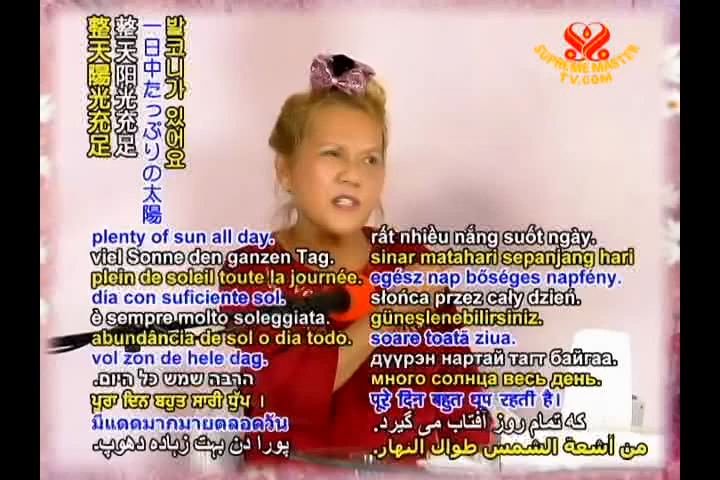 발코니가 있어요
一日中たっぷりの太陽
整天阳光充足
整天陽光充足
SUPREME MASTER
TV.COM
plenty of sun all day.
viel Sonne den ganzen Tag.
plein de soleil toute la journée.
día con suficiente sol.
è sempre molto soleggiata.
abundância de sol o dia todo.
vol zon de hele dag.
הרבה שמש כל היום.
ਪੂਰਾ ਦਿਨ ਬਹੁਤ ਸਾਰੀ ਧੁੱਪ ।
มีแดดมากมายตลอดวัน
پورا دن بہت زیادہ دھوپ.
rất nhiều nắng suốt ngày.
sinar matahari sepanjang hari
egész nap bőséges napfény.
słońca przez cały dzień.
güneşlenebilirsiniz.
soare toată ziua.
дүүрэн нартай тагт байгаа.
много солнца весь день.
पूरे दिन बहुत धूप रहती है।
که تمام روز آفتاب می گیرد.
من أشعة الشمس طوال النهار.